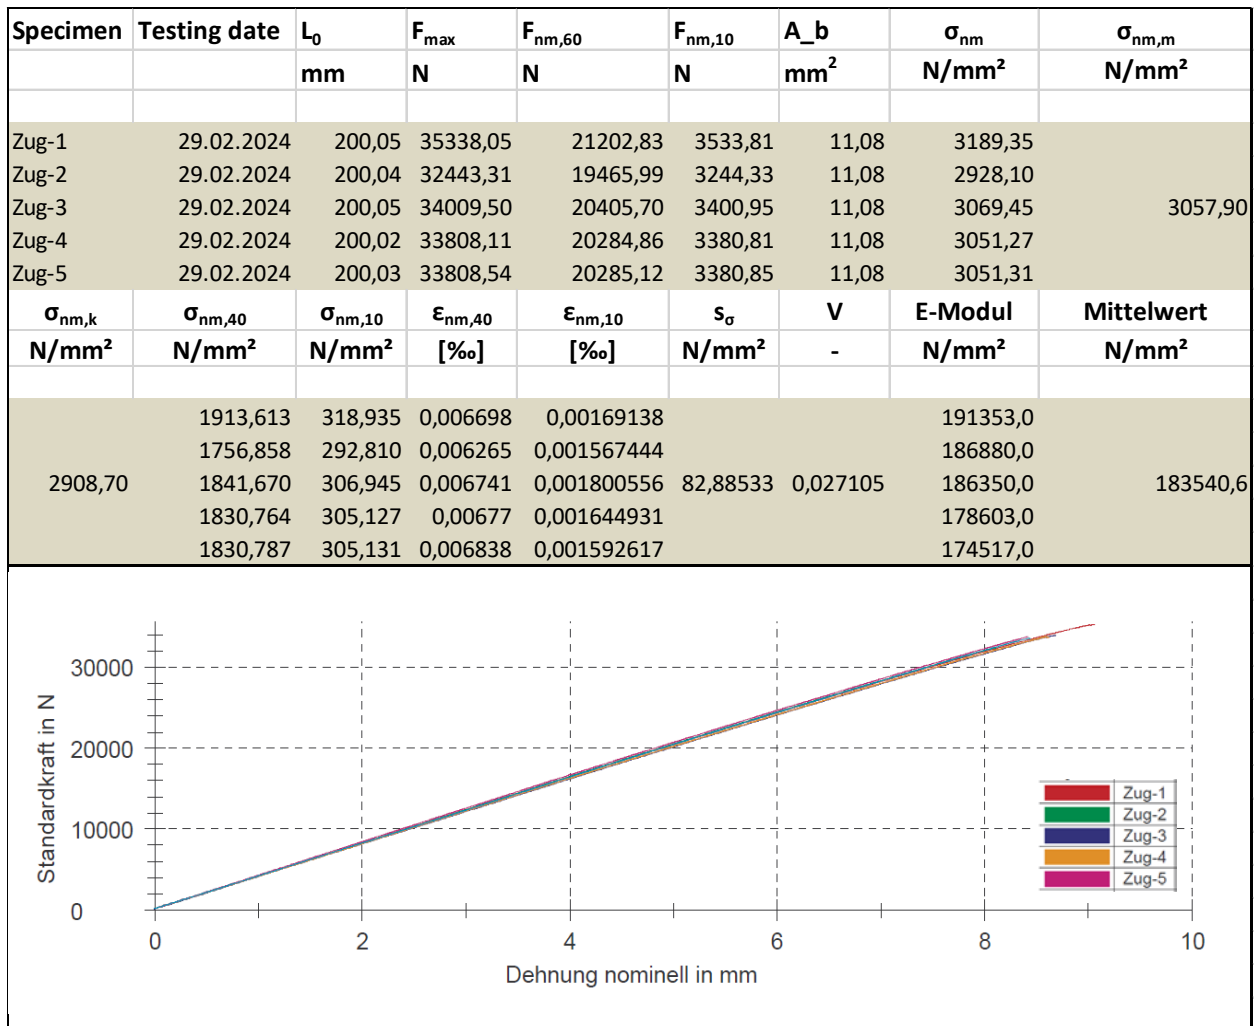 Specimen Testing date L₀ Fmax Fnm,60 Fnm,10 A_b σnm σnm,m
mm N N N mm² N/mm² N/mm²
Zug-1 29.02.2024 200,05 35338,05 21202,83 3533,81 11,08 3189,35
Zug-2 29.02.2024 200,04 32443,31 19465,99 3244,33 11,08 2928,10
Zug-3 29.02.2024 200,05 34009,50 20405,70 3400,95 11,08 3069,45 3057,90
Zug-4 29.02.2024 200,02 33808,11 20284,86 3380,81 11,08 3051,27
Zug-5 29.02.2024 200,03 33808,54 20285,12 3380,85 11,08 3051,31
σnm,k σnm,40 σnm,10 εnm,40 εnm,10 sσ V E-Modul Mittelwert
N/mm² N/mm² N/mm² [‰] [‰] N/mm² - N/mm² N/mm²
1913,613 318,935 0,006698 0,00169138 191353,0
1756,858 292,810 0,006265 0,001567444 186880,0
2908,70 1841,670 306,945 0,006741 0,001800556 82,88533 0,027105 186350,0 183540,6
1830,764 305,127 0,00677 0,001644931 178603,0
1830,787 305,131 0,006838 0,001592617 174517,0
Standardkraft in N
30000
20000
10000
0
Zug-1
Zug-2
Zug-3
Zug-4
Zug-5
0 2 4 6 8 10
Dehnung nominell in mm